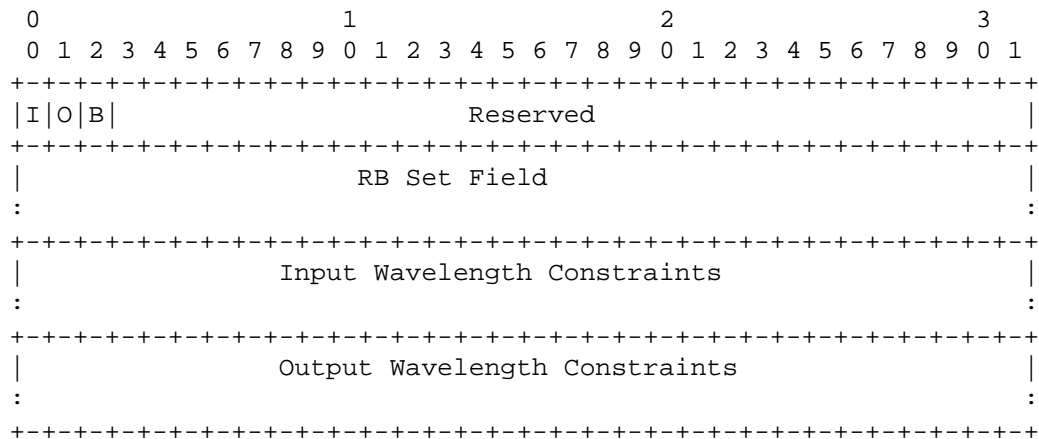 0                   1                   2                   3
 0 1 2 3 4 5 6 7 8 9 0 1 2 3 4 5 6 7 8 9 0 1 2 3 4 5 6 7 8 9 0 1
+-+-+-+-+-+-+-+-+-+-+-+-+-+-+-+-+-+-+-+-+-+-+-+-+-+-+-+-+-+-+-+-+
|I|O|B|                      Reserved                           |
+-+-+-+-+-+-+-+-+-+-+-+-+-+-+-+-+-+-+-+-+-+-+-+-+-+-+-+-+-+-+-+-+
|                     RB Set Field                              |
:                                                               :
+-+-+-+-+-+-+-+-+-+-+-+-+-+-+-+-+-+-+-+-+-+-+-+-+-+-+-+-+-+-+-+-+
|                Input Wavelength Constraints                   |
:                                                               :
+-+-+-+-+-+-+-+-+-+-+-+-+-+-+-+-+-+-+-+-+-+-+-+-+-+-+-+-+-+-+-+-+
|                Output Wavelength Constraints                  |
:                                                               :
+-+-+-+-+-+-+-+-+-+-+-+-+-+-+-+-+-+-+-+-+-+-+-+-+-+-+-+-+-+-+-+-+